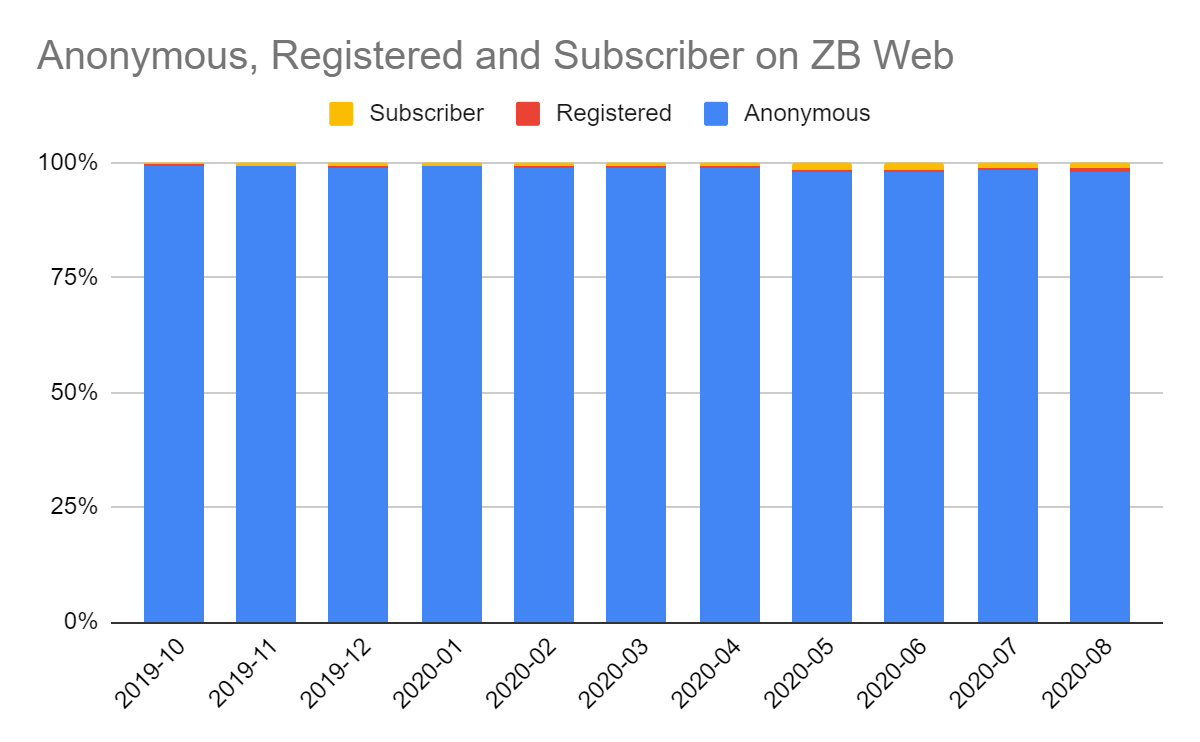 Anonymous, Registered and Subscriber on ZB Web
Subscriber Registered Anonymous
100%
75%
50%
25%
0%
2019-10 2019-11 2019-12 2020-01 2020-02 2020-03 2020-04 2020-05 2020-06 2020-07 2020-08